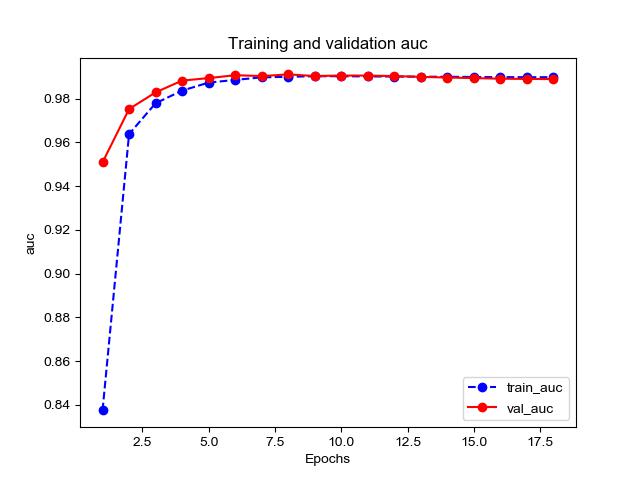 Training and validation auc
0.98
0.96
0.94
0.92
0.90
0.88
0.86
0.84
auc
train_auc
val_auc
2.5 5.0 7.5 10.0 12.5 15.0 17.5
Epochs